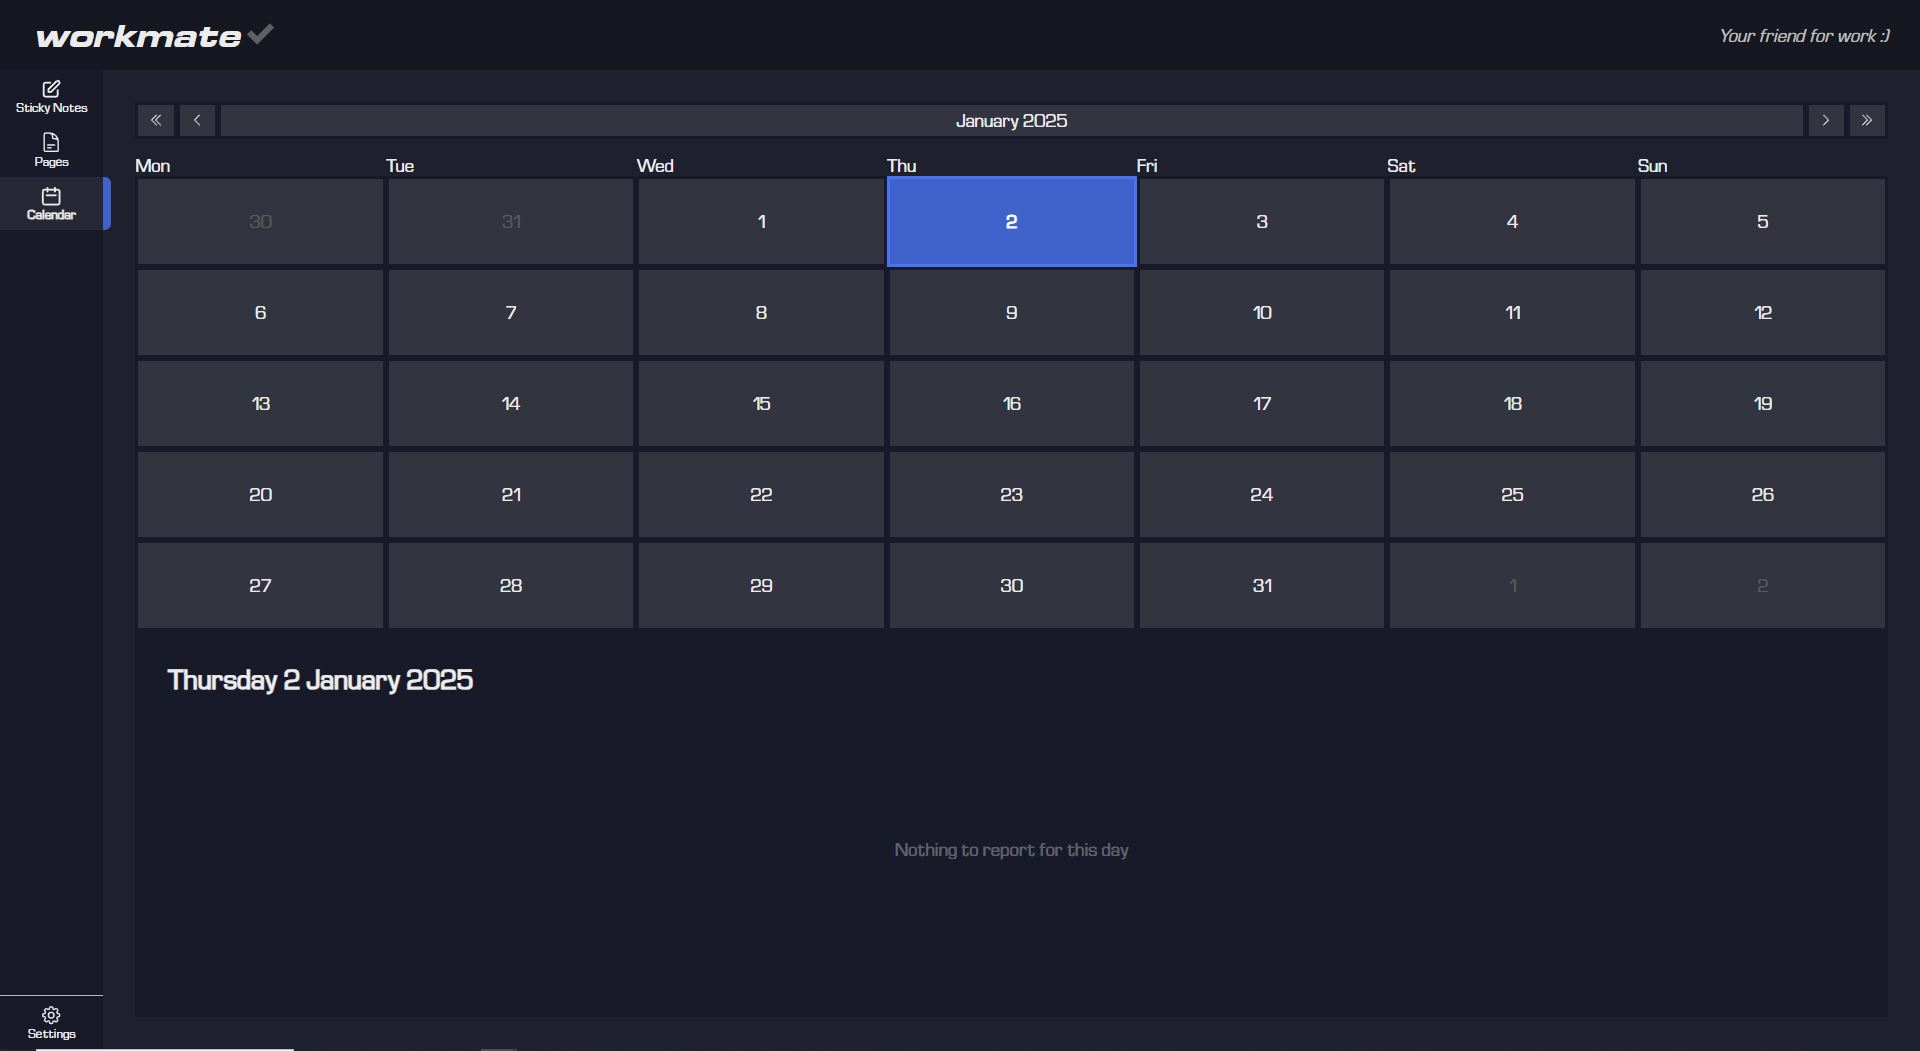 workmate
Your friend for work :)
Sticky Notes
Pages
Calendar
Settings
« ‹ January 2025 › »
Mon Tue Wed Thu Fri Sat Sun
30 31 1 2 3 4 5
6 7 8 9 10 11 12
13 14 15 16 17 18 19
20 21 22 23 24 25 26
27 28 29 30 31 1 2
Thursday 2 January 2025
Nothing to report for this day